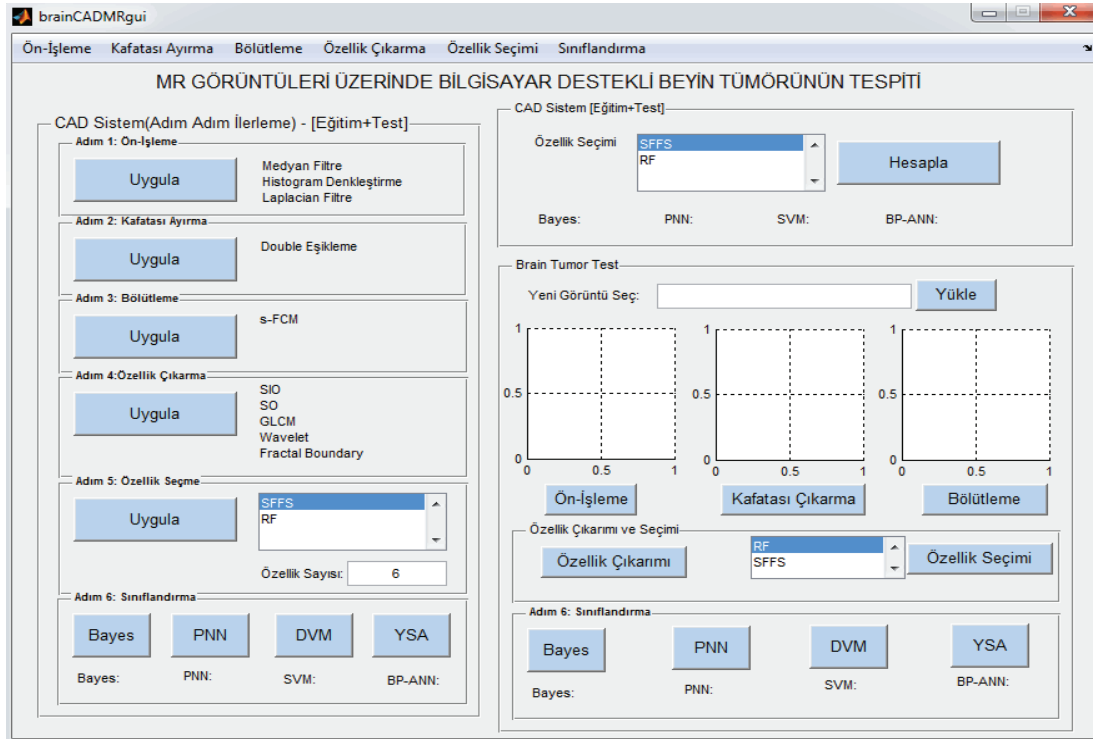 brainCADMRgui
Ön-İşleme Kafatası Ayırma Bölütleme Özellik Çıkarma Özellik Seçimi Sınıflandırma
MR GÖRÜNTÜLERİ ÜZERİNDE BİLGİSAYAR DESTEKLİ BEYİN TÜMÖRÜNÜN TESPİTİ
CAD Sistem(Adım Adım İlerleme) - [Eğitim+Test]
Adım 1: Ön-İşleme
Uygula
Medyan Filtre
Histogram Denkleştirme
Laplacian Filtre
Adım 2: Kafatası Ayırma
Uygula
Double Eşikleme
Adım 3: Bölütleme
Uygula
s-FCM
Adım 4:Özellik Çıkarma
Uygula
SIO
SO
GLCM
Wavelet
Fractal Boundary
Adım 5: Özellik Seçme
Uygula
SFFS
RF
Özellik Sayısı: 6
Adım 6: Sınıflandırma
Bayes PNN DVM YSA
Bayes: PNN: SVM: BP-ANN:
CAD Sistem [Eğitim+Test]
Özellik Seçimi
SFFS
RF
Hesapla
Bayes: PNN: SVM: BP-ANN:
Brain Tumor Test
Yeni Görüntü Seç: Yükle
1 1 1
0.5 0.5 0.5
0 0 0
0 0.5 1 0 0.5 1 0 0.5 1
Ön-İşleme Kafatası Çıkarma Bölütleme
Özellik Çıkarımı ve Seçimi
Özellik Çıkarımı
RF
SFFS
Özellik Seçimi
Adım 6: Sınıflandırma
Bayes PNN DVM YSA
Bayes: PNN: SVM: BP-ANN: